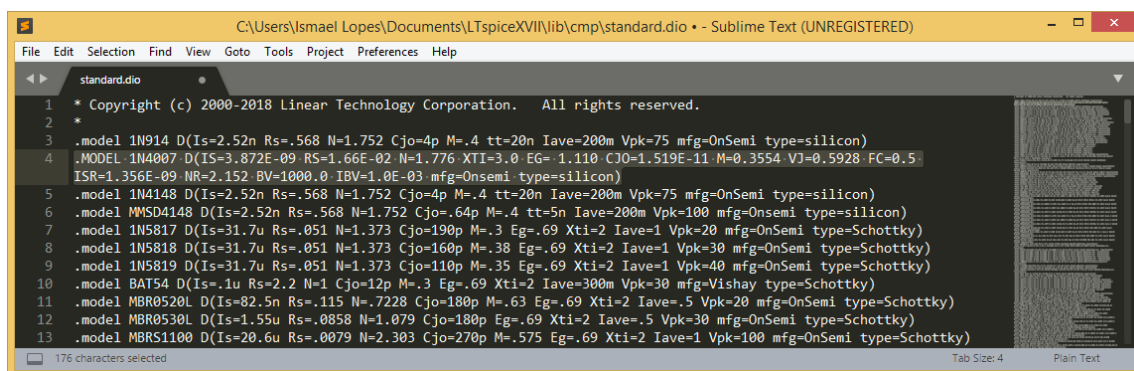 C:\Users\Ismael Lopes\Documents\LTspiceXVII\lib\cmp\standard.dio • - Sublime Text (UNREGISTERED)
File Edit Selection Find View Goto Tools Project Preferences Help
standard.dio
1 * Copyright (c) 2000-2018 Linear Technology Corporation.   All rights reserved.
2 *
3 .model 1N914 D(Is=2.52n Rs=.568 N=1.752 Cjo=4p M=.4 tt=20n Iave=200m Vpk=75 mfg=OnSemi type=silicon)
4 .MODEL·1N4007·D(IS=3.872E-09·RS=1.66E-02·N=1.776·XTI=3.0·EG=·1.110·CJO=1.519E-11·M=0.3554·VJ=0.5928·FC=0.5·
ISR=1.356E-09·NR=2.152·BV=1000.0·IBV=1.0E-03·mfg=Onsemi·type=silicon)
5 .model 1N4148 D(Is=2.52n Rs=.568 N=1.752 Cjo=4p M=.4 tt=20n Iave=200m Vpk=75 mfg=OnSemi type=silicon)
6 .model MMSD4148 D(Is=2.52n Rs=.568 N=1.752 Cjo=.64p M=.4 tt=5n Iave=200m Vpk=100 mfg=Onsemi type=silicon)
7 .model 1N5817 D(Is=31.7u Rs=.051 N=1.373 Cjo=190p M=.3 Eg=.69 Xti=2 Iave=1 Vpk=20 mfg=OnSemi type=Schottky)
8 .model 1N5818 D(Is=31.7u Rs=.051 N=1.373 Cjo=160p M=.38 Eg=.69 Xti=2 Iave=1 Vpk=30 mfg=OnSemi type=Schottky)
9 .model 1N5819 D(Is=31.7u Rs=.051 N=1.373 Cjo=110p M=.35 Eg=.69 Xti=2 Iave=1 Vpk=40 mfg=OnSemi type=Schottky)
10 .model BAT54 D(Is=.1u Rs=2.2 N=1 Cjo=12p M=.3 Eg=.69 Xti=2 Iave=300m Vpk=30 mfg=Vishay type=Schottky)
11 .model MBR0520L D(Is=82.5n Rs=.115 N=.7228 Cjo=180p M=.63 Eg=.69 Xti=2 Iave=.5 Vpk=20 mfg=OnSemi type=Schottky)
12 .model MBR0530L D(Is=1.55u Rs=.0858 N=1.079 Cjo=180p Eg=.69 Xti=2 Iave=.5 Vpk=30 mfg=OnSemi type=Schottky)
13 .model MBRS1100 D(Is=20.6u Rs=.0079 N=2.303 Cjo=270p M=.575 Eg=.69 Xti=2 Iave=1 Vpk=100 mfg=OnSemi type=Schottky)
176 characters selected Tab Size: 4 Plain Text